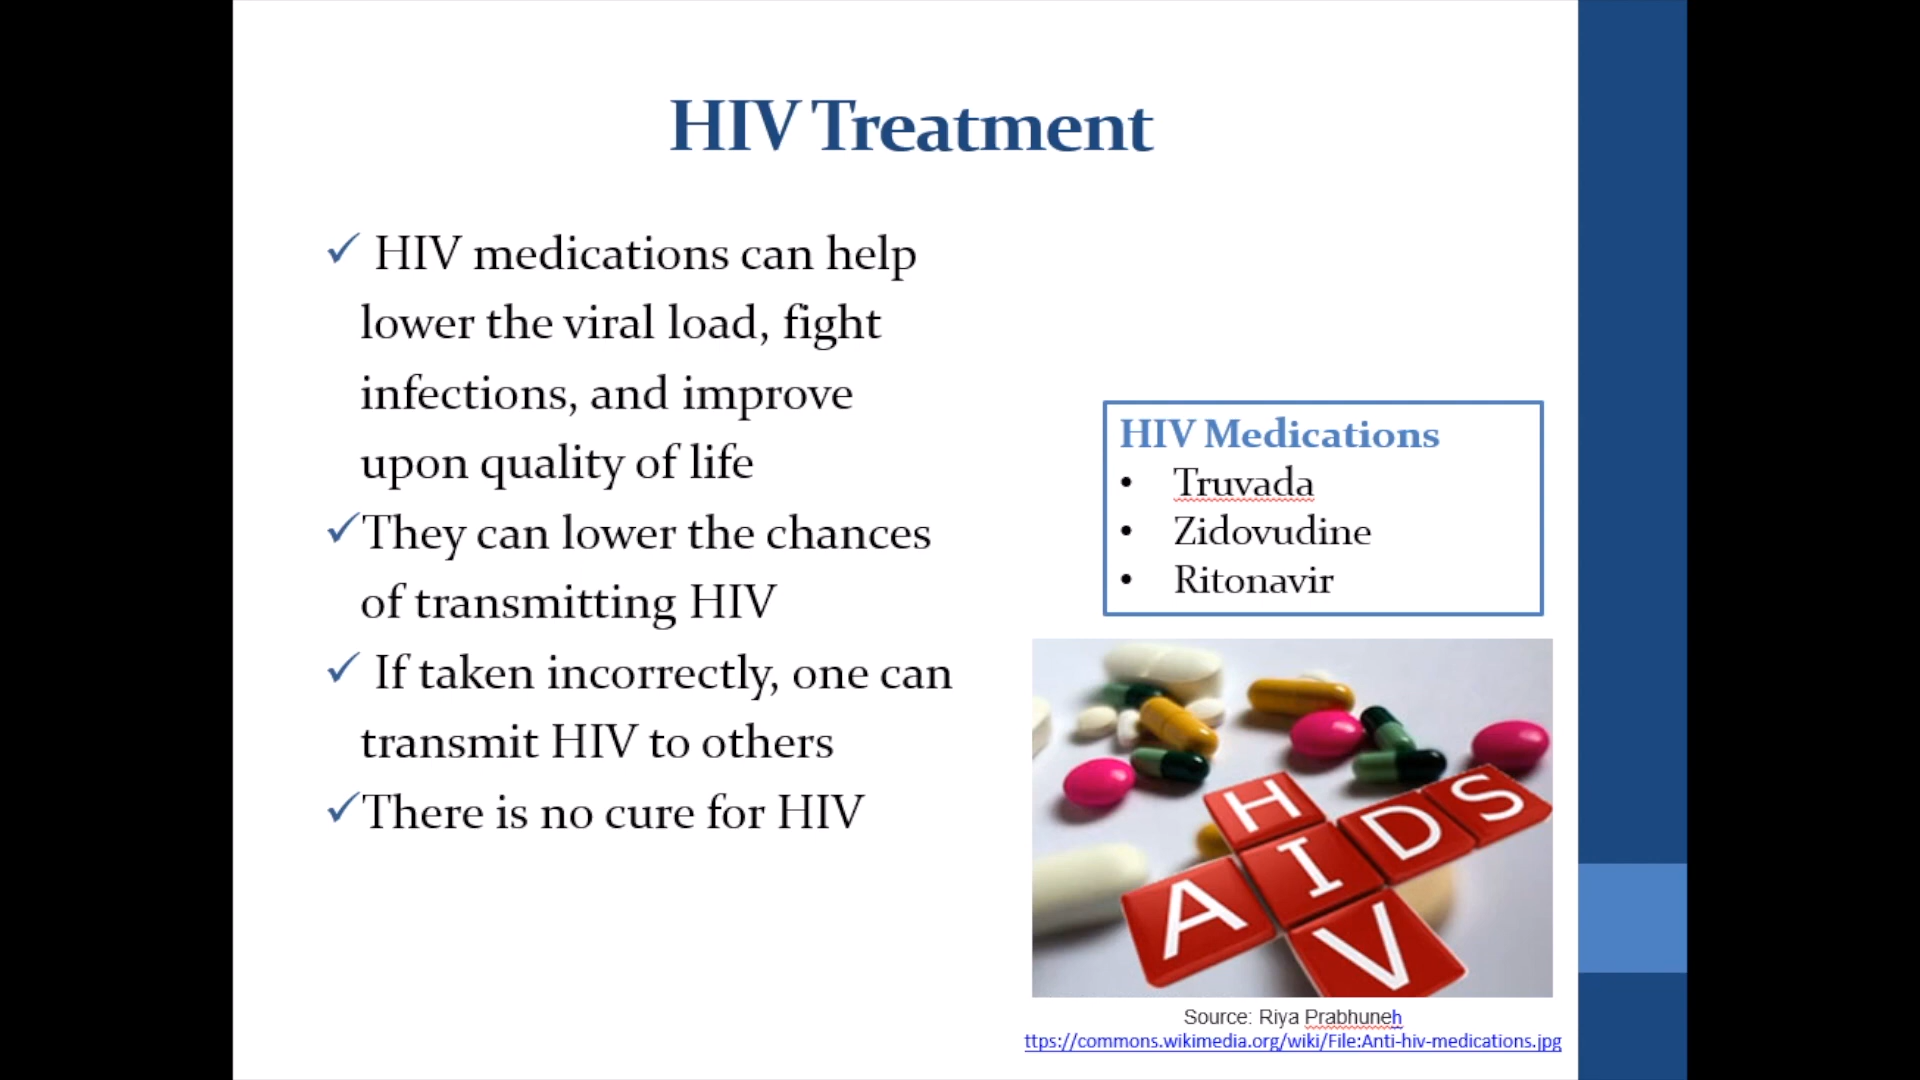 HIV Treatment
✓ HIV medications can help
lower the viral load, fight
infections, and improve
upon quality of life
✓They can lower the chances
of transmitting HIV
✓ If taken incorrectly, one can
transmit HIV to others
✓There is no cure for HIV
HIV Medications
• Truvada
• Zidovudine
• Ritonavir
H
AIDS
V
Source: Riya Prabhuneh
ttps://commons.wikimedia.org/wiki/File:Anti-hiv-medications.jpg